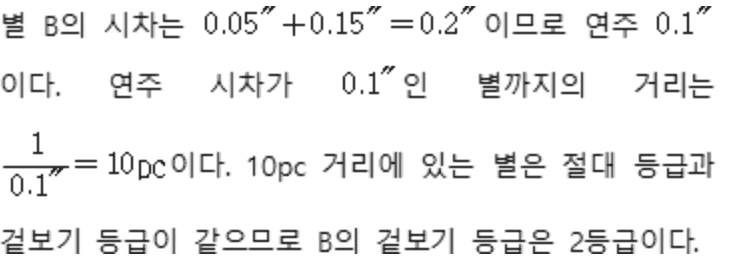 별 B의 시차는 0.05″+0.15″=0.2″이므로 연주 0.1″
이다. 연주 시차가 0.1″인 별까지의 거리는
1/0.1″=10pc이다. 10pc 거리에 있는 별은 절대 등급과
겉보기 등급이 같으므로 B의 겉보기 등급은 2등급이다.